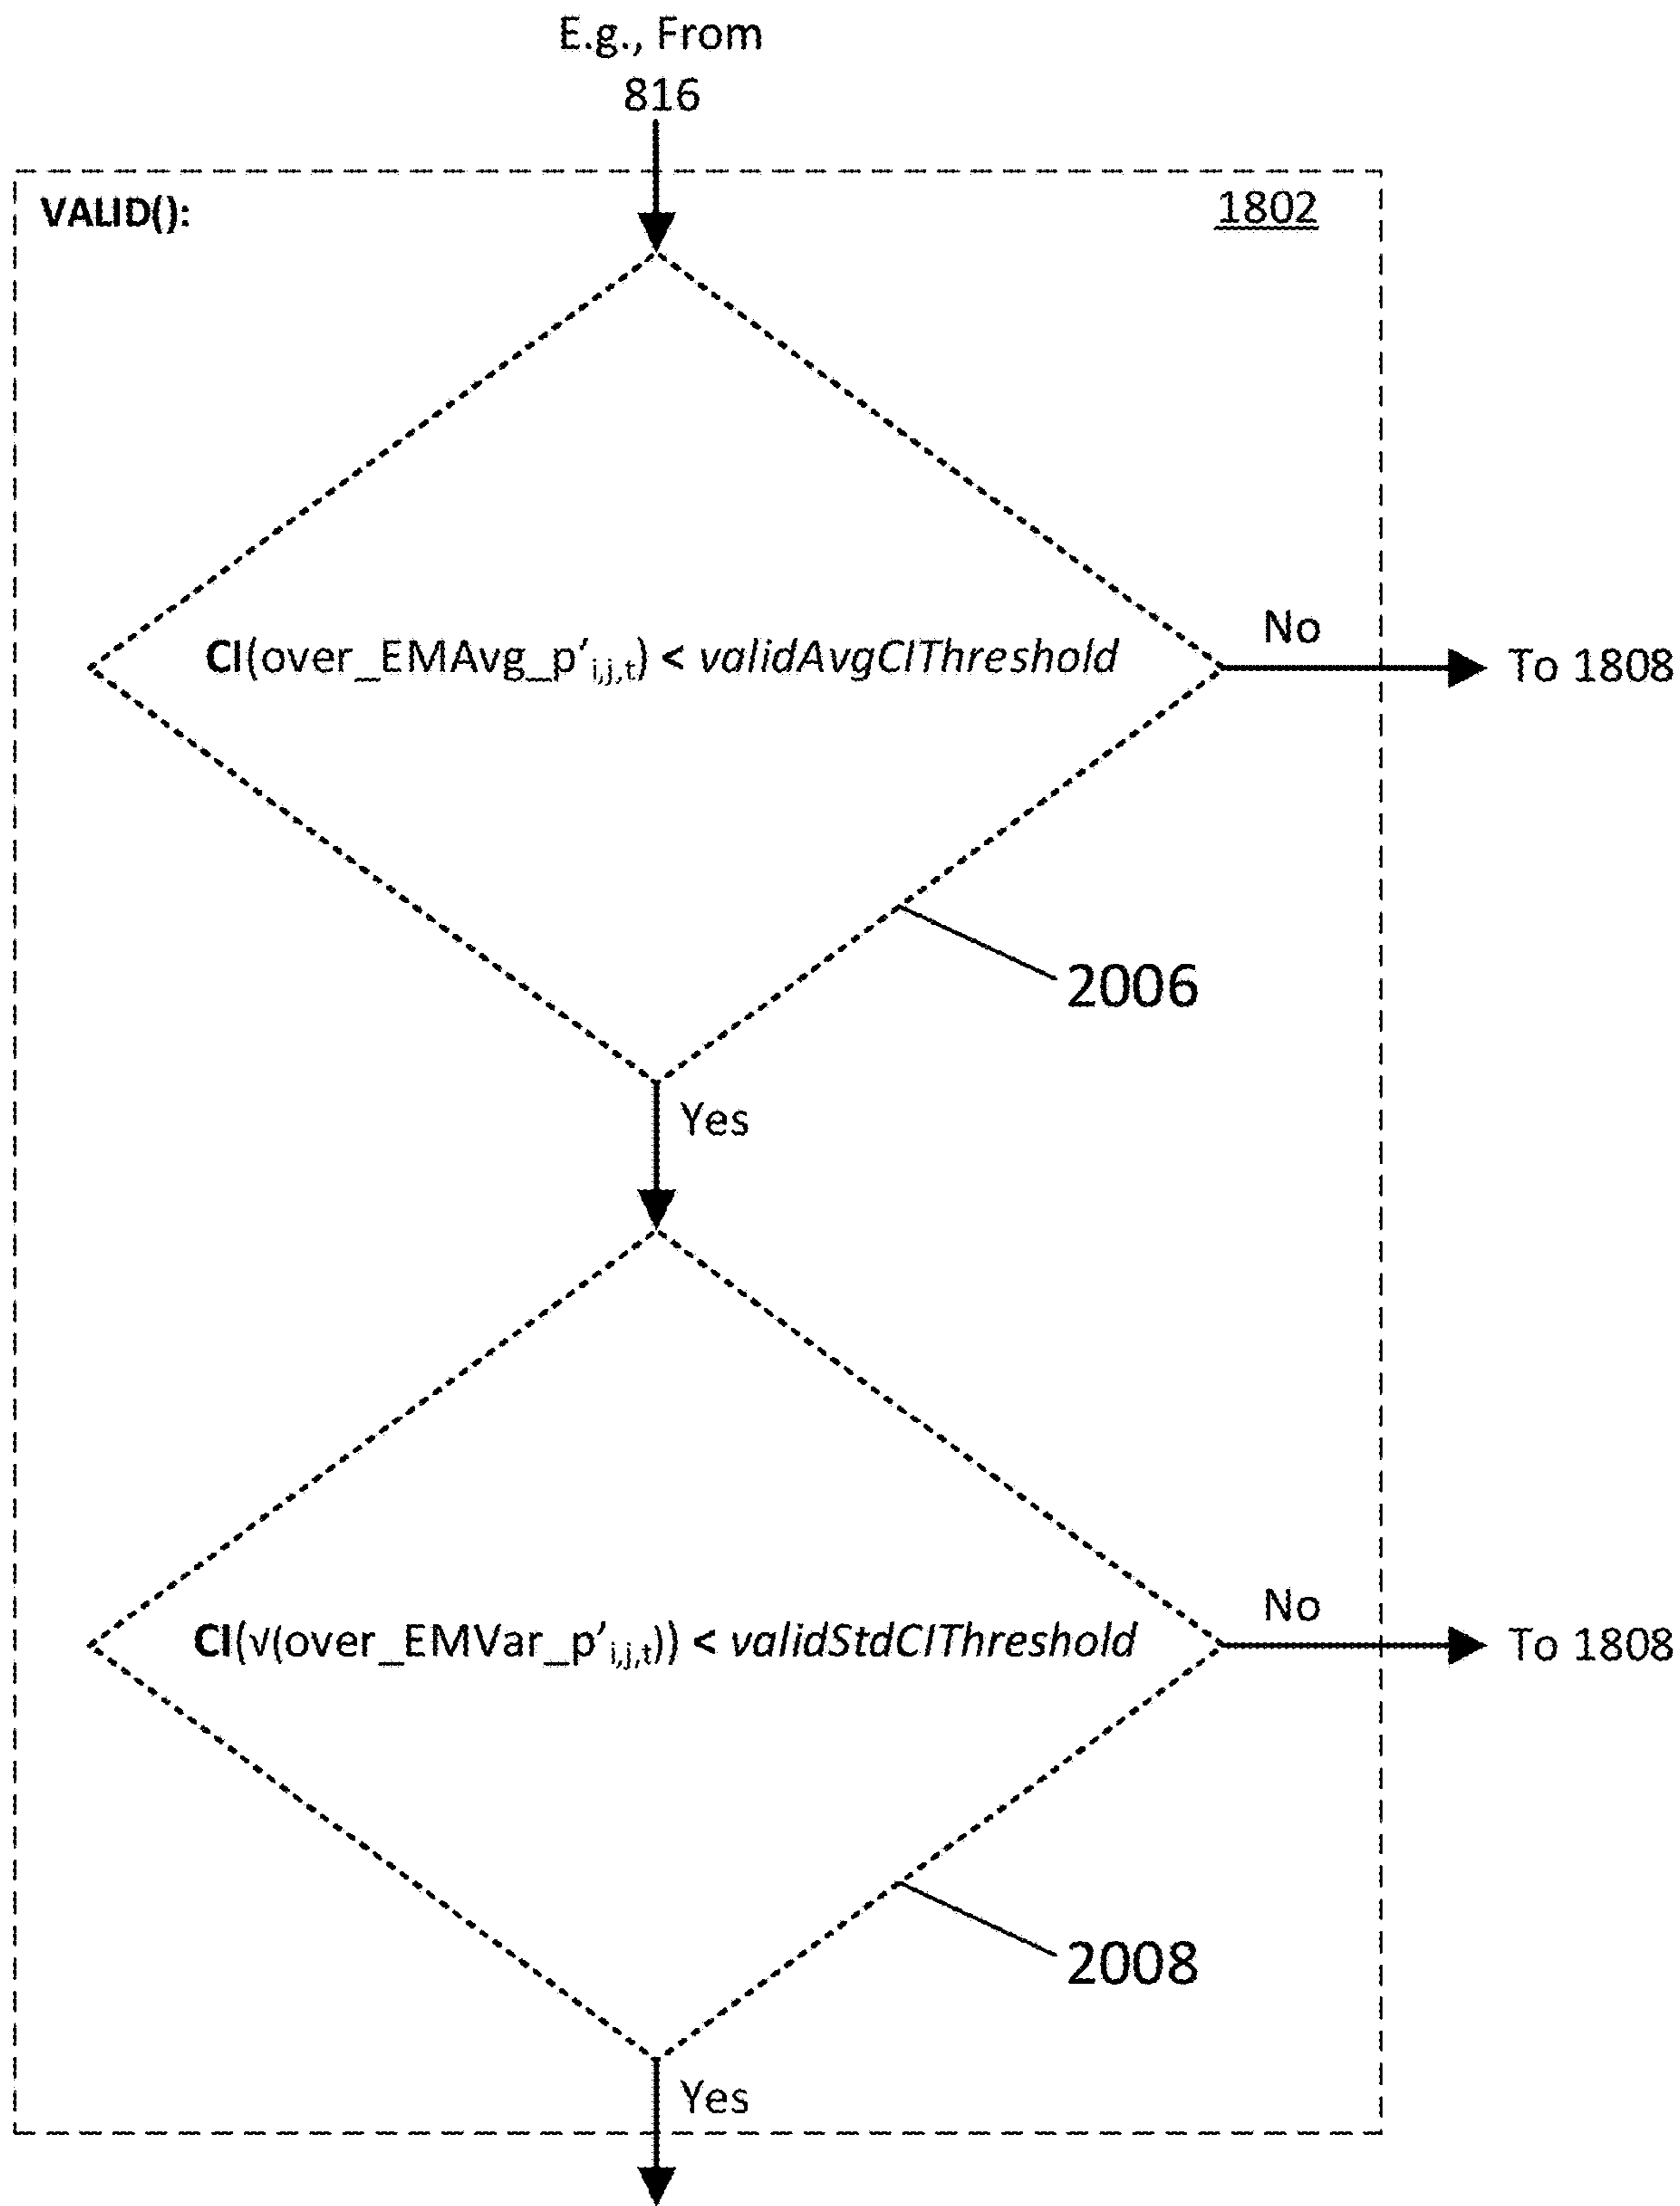 E.g., From
816
VALID():
1802
CI(over_EMAvg_p′i,j,t) < validAvgCIThreshold
No
To 1808
2006
Yes
CI(√(over_EMVar_p′i,j,t)) < validStdCIThreshold
No
To 1808
2008
Yes